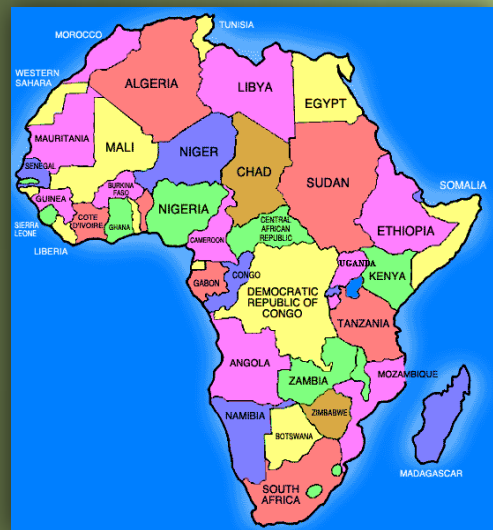 TUNISIA
MOROCCO
ALGERIA
LIBYA
EGYPT
WESTERN
SAHARA
MAURITANIA
MALI
NIGER
CHAD
SUDAN
SENEGAL
BURKINA
FASO
GUINEA
NIGERIA
SOMALIA
ETHIOPIA
SIERRA
LEONE
COTE
D'IVOIRE
GHANA
LIBERIA
CENTRAL
AFRICAN
REPUBLIC
CAMEROON
UGANDA
KENYA
GABON
CONGO
DEMOCRATIC
REPUBLIC OF
CONGO
TANZANIA
ANGOLA
ZAMBIA
MOZAMBIQUE
NAMIBIA
ZIMBABWE
BOTSWANA
MADAGASCAR
SOUTH
AFRICA